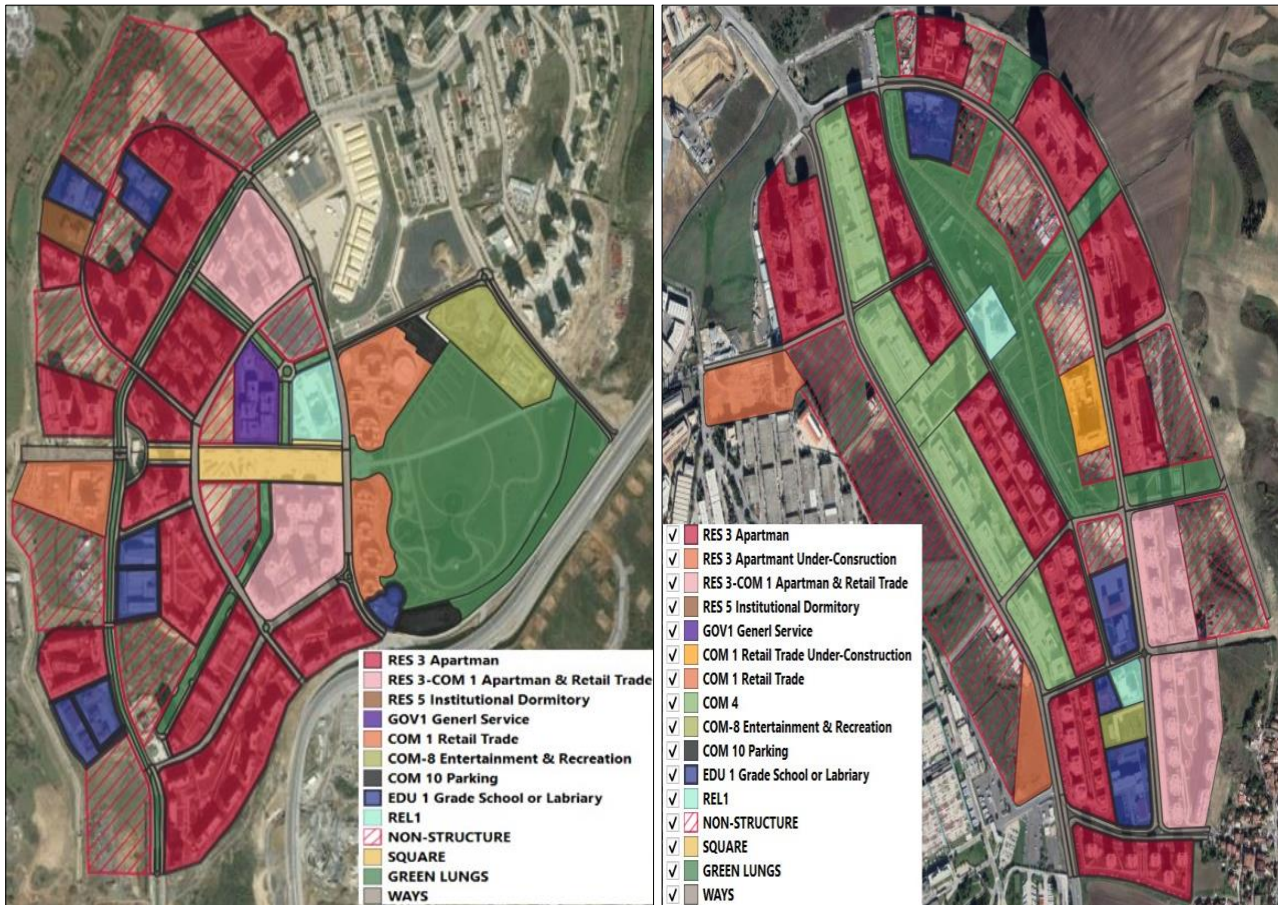 RES 3 Apartman
RES 3-COM 1 Apartman & Retail Trade
RES 5 Institutional Dormitory
GOV1 Generl Service
COM 1 Retail Trade
COM-8 Entertainment & Recreation
COM 10 Parking
EDU 1 Grade School or Labriary
REL1
NON-STRUCTURE
SQUARE
GREEN LUNGS
WAYS
RES 3 Apartman
RES 3 Apartmant Under-Consruction
RES 3-COM 1 Apartman & Retail Trade
RES 5 Institutional Dormitory
GOV1 Generl Service
COM 1 Retail Trade Under-Construction
COM 1 Retail Trade
COM 4
COM-8 Entertainment & Recreation
COM 10 Parking
EDU 1 Grade School or Labriary
REL1
NON-STRUCTURE
SQUARE
GREEN LUNGS
WAYS